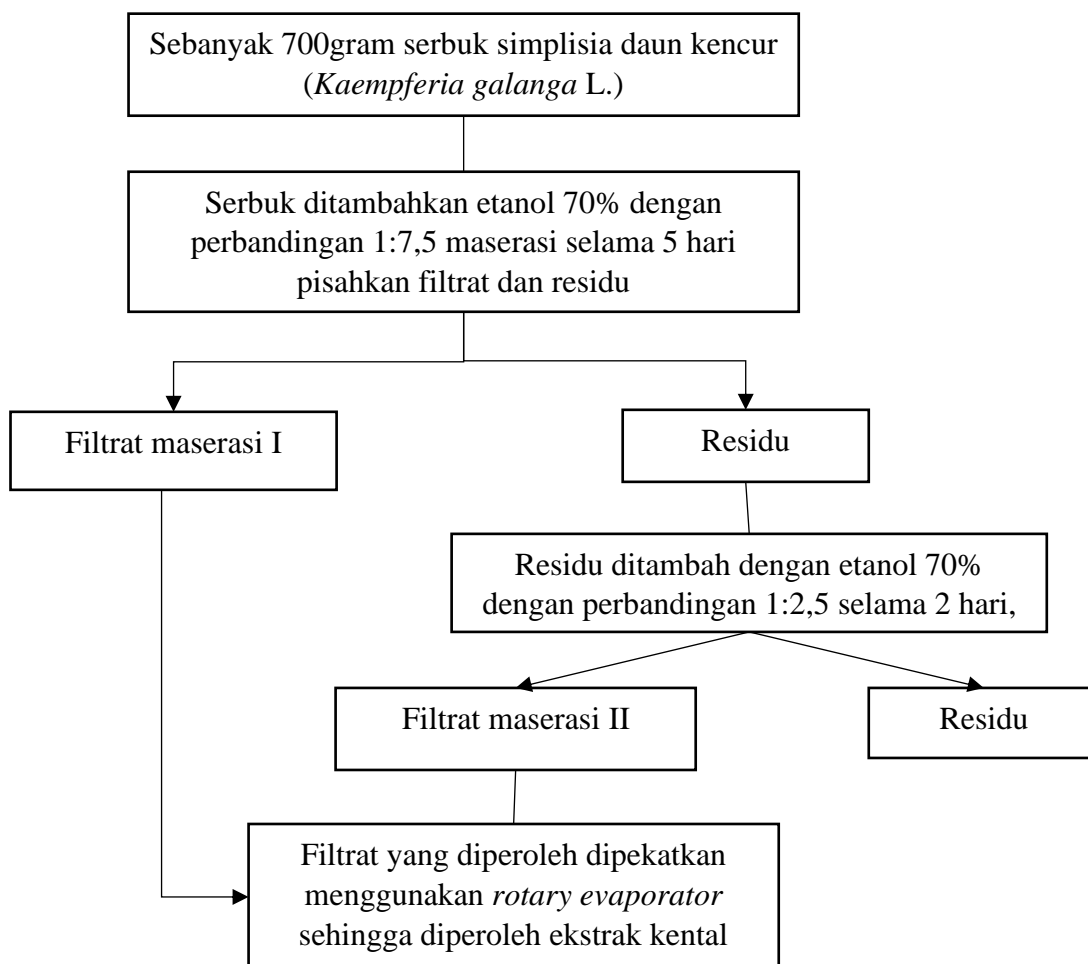 Sebanyak 700gram serbuk simplisia daun kencur
(Kaempferia galanga L.)
Serbuk ditambahkan etanol 70% dengan
perbandingan 1:7,5 maserasi selama 5 hari
pisahkan filtrat dan residu
Filtrat maserasi I
Residu
Residu ditambah dengan etanol 70%
dengan perbandingan 1:2,5 selama 2 hari,
Filtrat maserasi II
Residu
Filtrat yang diperoleh dipekatkan
menggunakan rotary evaporator
sehingga diperoleh ekstrak kental